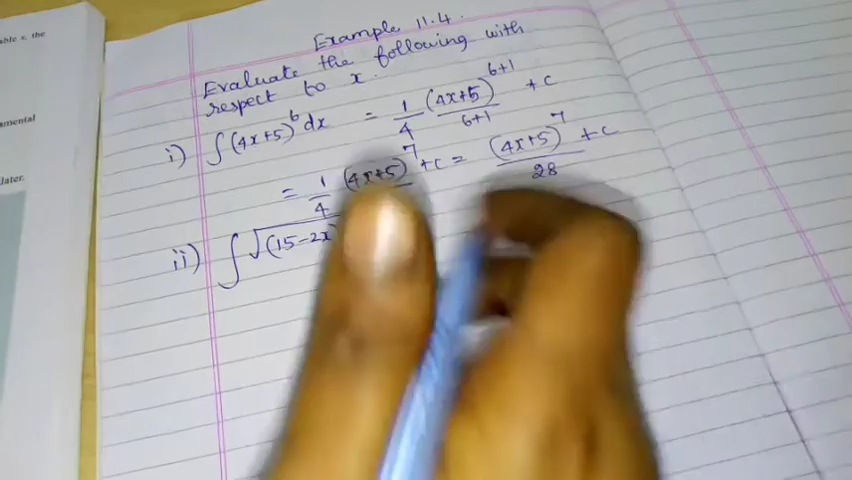 able x, the
amental
later.
Example 11.4.
Evaluate the following with
respect to x.
i) ∫(4x+5)^6 dx = 1/4 (4x+5)^(6+1)/(6+1) + c
= 1/4 (4x+5)^7 + c = (4x+5)^7/28 + c
ii) ∫√(15-2x)